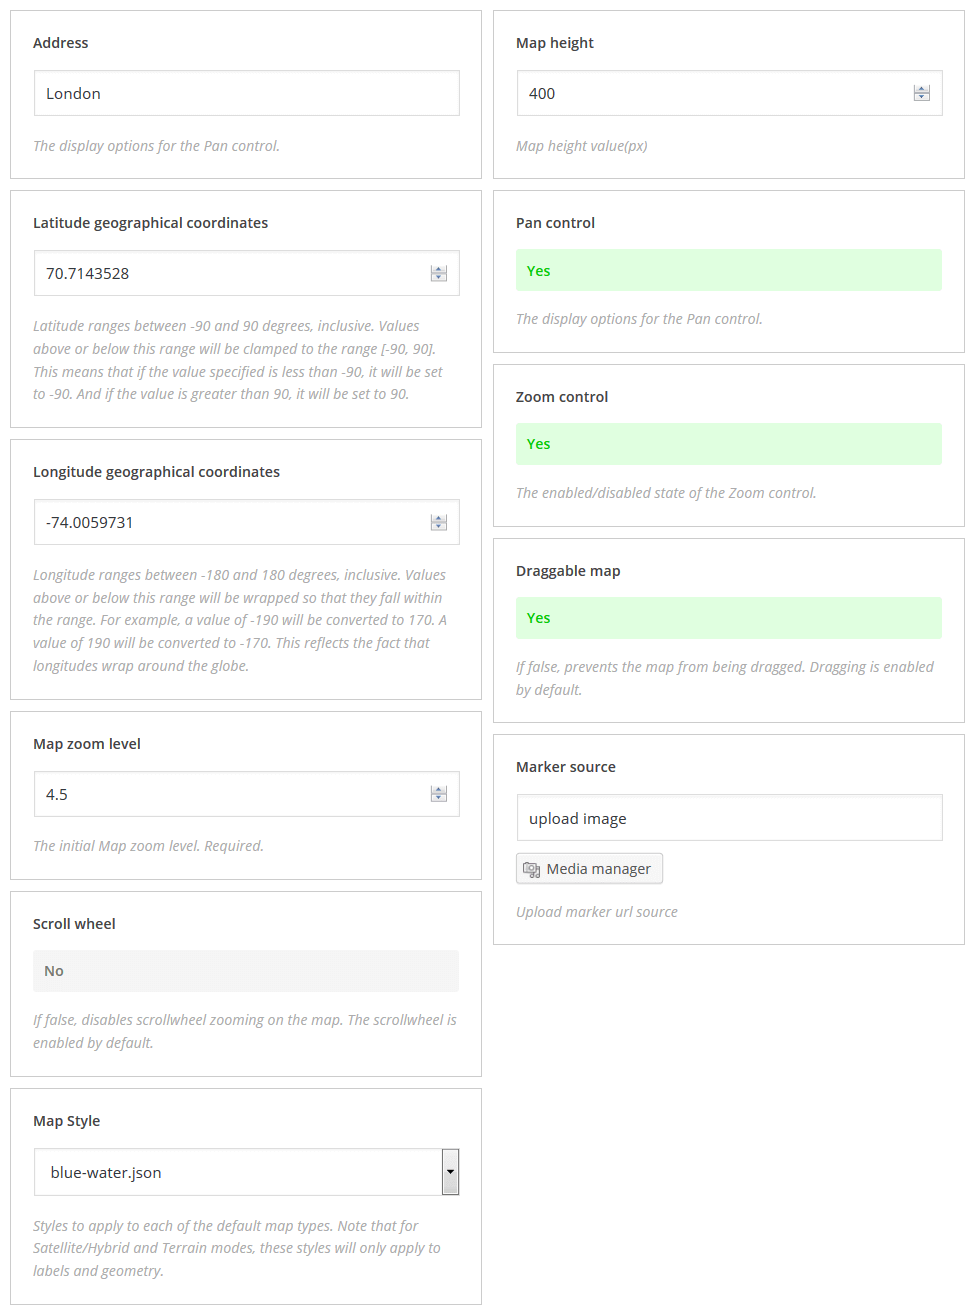 Address
London
The display options for the Pan control.
Latitude geographical coordinates
70.7143528
Latitude ranges between -90 and 90 degrees, inclusive. Values
above or below this range will be clamped to the range [-90, 90].
This means that if the value specified is less than -90, it will be set
to -90. And if the value is greater than 90, it will be set to 90.
Longitude geographical coordinates
-74.0059731
Longitude ranges between -180 and 180 degrees, inclusive. Values
above or below this range will be wrapped so that they fall within
the range. For example, a value of -190 will be converted to 170. A
value of 190 will be converted to -170. This reflects the fact that
longitudes wrap around the globe.
Map zoom level
4.5
The initial Map zoom level. Required.
Scroll wheel
No
If false, disables scrollwheel zooming on the map. The scrollwheel is
enabled by default.
Map Style
blue-water.json
Styles to apply to each of the default map types. Note that for
Satellite/Hybrid and Terrain modes, these styles will only apply to
labels and geometry.
Map height
400
Map height value(px)
Pan control
Yes
The display options for the Pan control.
Zoom control
Yes
The enabled/disabled state of the Zoom control.
Draggable map
Yes
If false, prevents the map from being dragged. Dragging is enabled
by default.
Marker source
upload image
Media manager
Upload marker url source